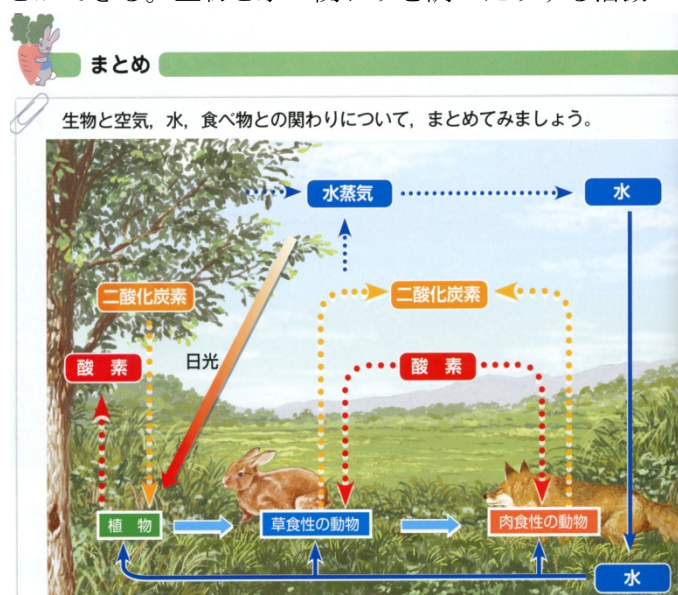 まとめ
生物と空気，水，食べ物との関わりについて，まとめてみましょう。
水蒸気
水
二酸化炭素
二酸化炭素
酸 素
日光
酸 素
植 物
草食性の動物
肉食性の動物
水